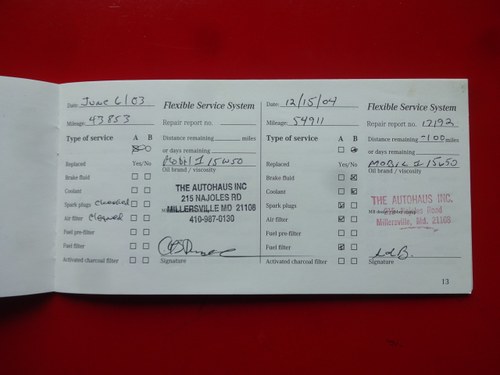 Date June 6/03
Flexible Service System
Mileage 43853
Repair report no.
Type of service A B
Distance remaining miles
or days remaining
Mobil 1 15W50
Replaced Yes/No
Oil brand / viscosity
Brake fluid
Coolant
THE AUTOHAUS INC
Spark plugs checked
215 NAJOLES RD
Air filter cleaned
MILLERSVILLE MD 21108
410-987-0130
Fuel pre-filter
Fuel filter
Activated charcoal filter
Signature
Date 12/15/04
Flexible Service System
Mileage 54911
Repair report no. 17192
Type of service A B
Distance remaining -100 miles
or days remaining
Mobil 1 15W50
Replaced Yes/No
Oil brand / viscosity
Brake fluid
Coolant
Spark plugs
THE AUTOHAUS INC.
Air filter
Millersville, Md. 21108
Fuel pre-filter
Fuel filter
Activated charcoal filter
Signature
13